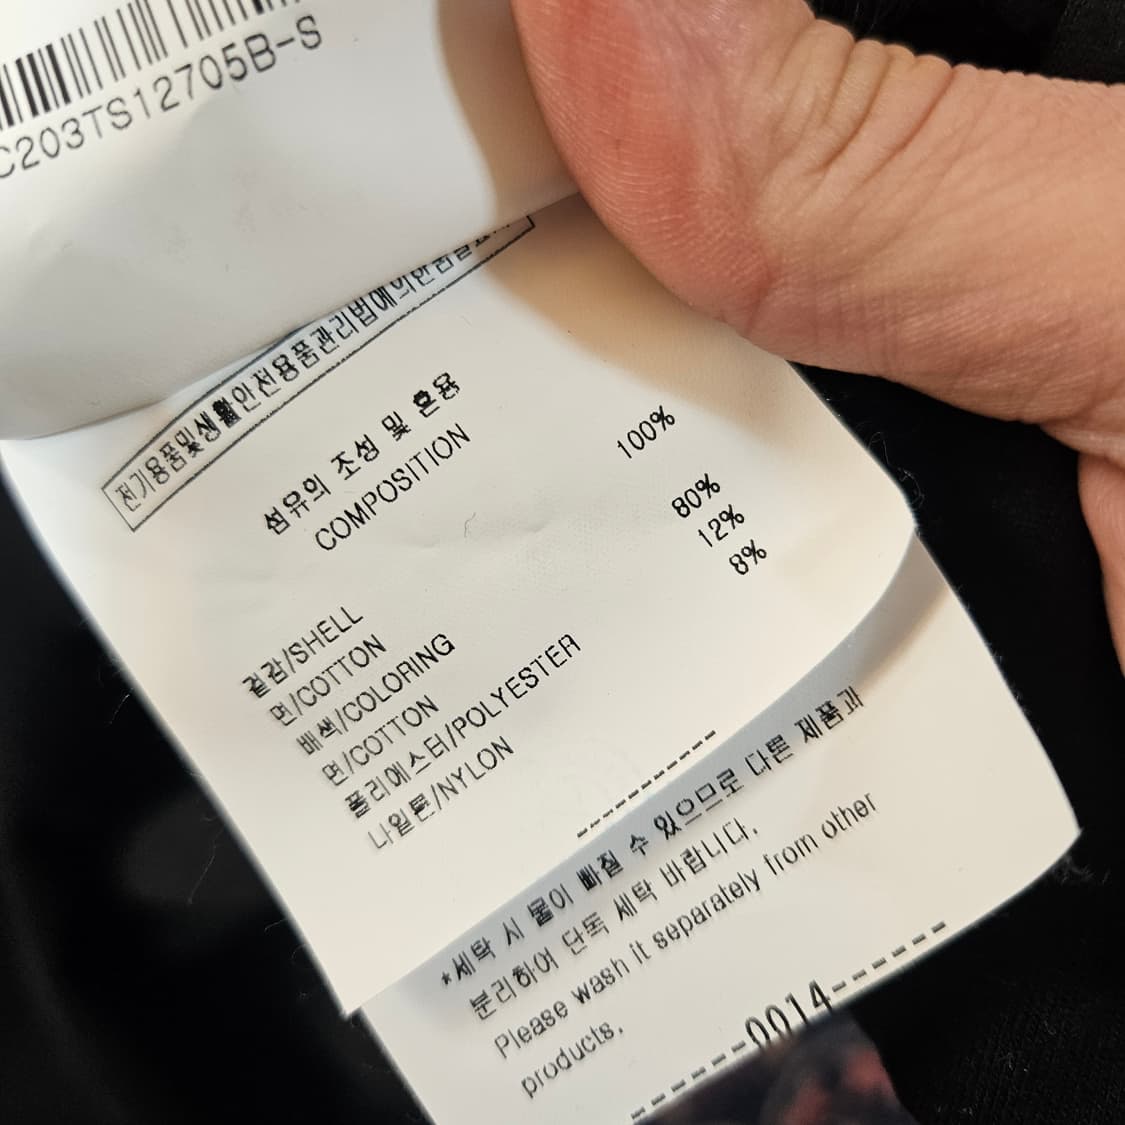 C203TS12705B-S
전기용품및생활안전용품관리법에의한품질표시
섬유의 조성 및 혼용
COMPOSITION
겉감/SHELL
면/COTTON 100%
배색/COLORING
면/COTTON 80%
폴리에스터/POLYESTER 12%
나일론/NYLON 8%
----------
*세탁 시 물이 빠질 수 있으므로 다른 제품과
분리하여 단독 세탁 바랍니다.
Please wash it separately from other
products.
------0014------